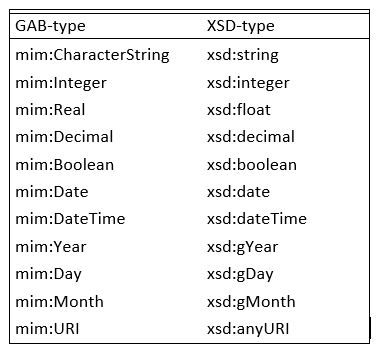 GAB-type XSD-type
mim:CharacterString xsd:string
mim:Integer xsd:integer
mim:Real xsd:float
mim:Decimal xsd:decimal
mim:Boolean xsd:boolean
mim:Date xsd:date
mim:DateTime xsd:dateTime
mim:Year xsd:gYear
mim:Day xsd:gDay
mim:Month xsd:gMonth
mim:URI xsd:anyURI